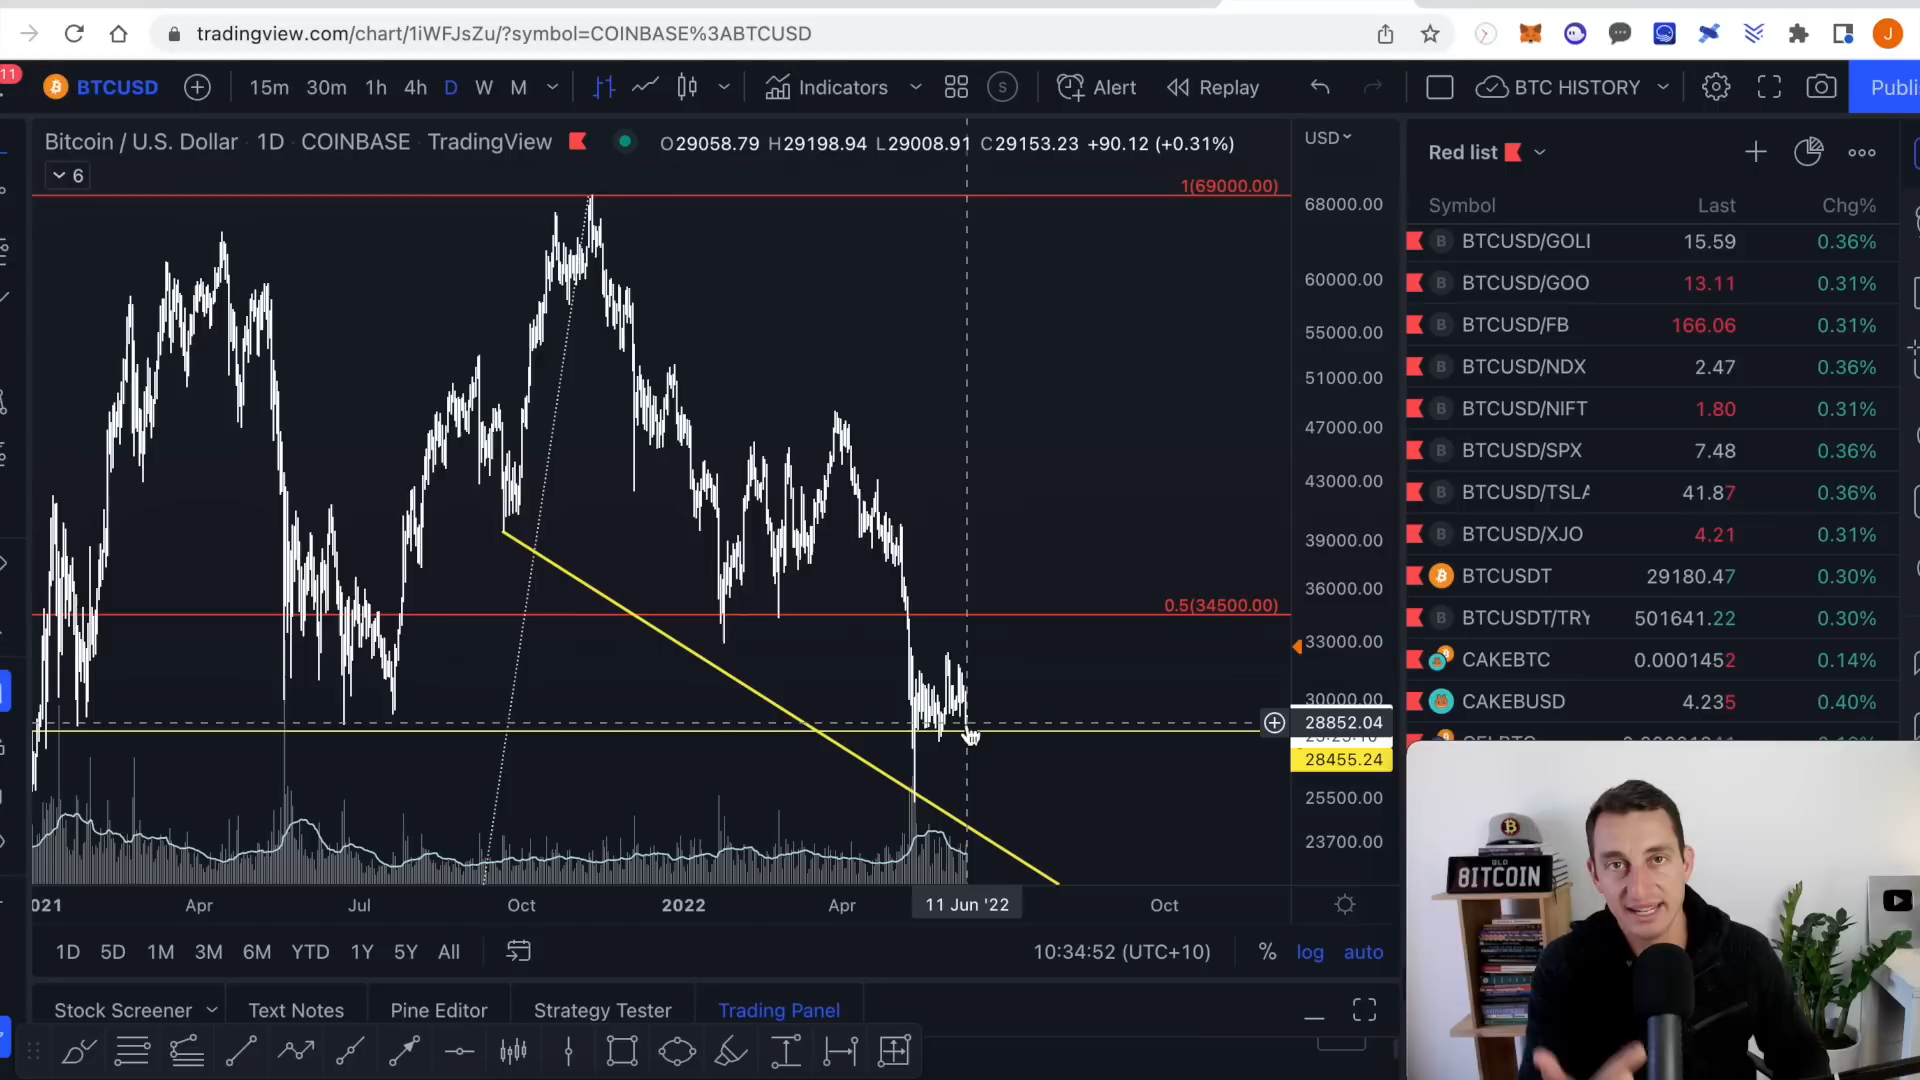 tradingview.com/chart/1iWFJsZu/?symbol=COINBASE%3ABTCUSD
J
11
BTCUSD 15m 30m 1h 4h D W M Indicators S Alert Replay BTC HISTORY Publi
Bitcoin / U.S. Dollar · 1D · COINBASE · TradingView O29058.79 H29198.94 L29008.91 C29153.23 +90.12 (+0.31%)
6
USD
1(69000.00)
68000.00
60000.00
55000.00
51000.00
47000.00
43000.00
39000.00
36000.00
0.5(34500.00)
33000.00
30000.00
28852.04
28455.24
25500.00
23700.00
021 Apr Jul Oct 2022 Apr 11 Jun '22 Oct
1D 5D 1M 3M 6M YTD 1Y 5Y All 10:34:52 (UTC+10) % log auto
Stock Screener Text Notes Pine Editor Strategy Tester Trading Panel
Red list
Symbol Last Chg%
B BTCUSD/GOLI 15.59 0.36%
B BTCUSD/GOO 13.11 0.31%
B BTCUSD/FB 166.06 0.31%
B BTCUSD/NDX 2.47 0.36%
B BTCUSD/NIFT 1.80 0.31%
B BTCUSD/SPX 7.48 0.36%
B BTCUSD/TSLA 41.87 0.36%
B BTCUSD/XJO 4.21 0.31%
BTCUSDT 29180.47 0.30%
B BTCUSDT/TRY 501641.22 0.30%
CAKEBTC 0.0001452 0.14%
CAKEBUSD 4.235 0.40%
QLD
8ITCOIN